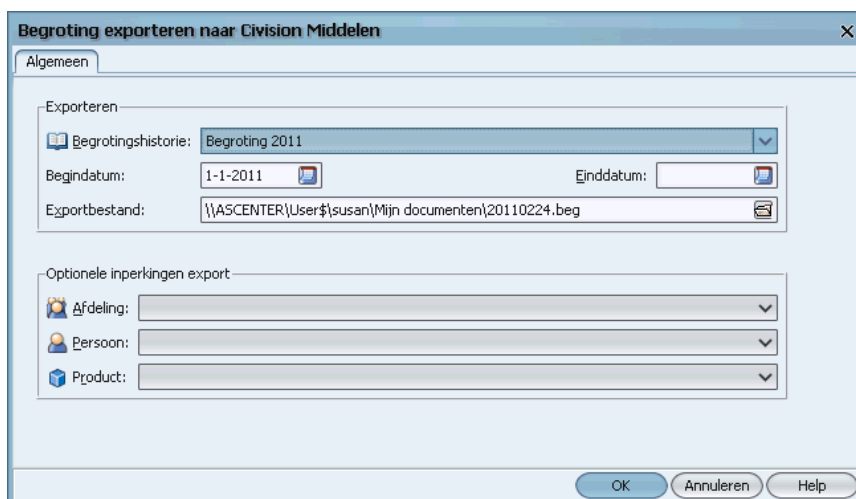 Begroting exporteren naar Civision Middelen
Algemeen
Exporteren
Begrotingshistorie: Begroting 2011
Begindatum: 1-1-2011 Einddatum:
Exportbestand: \\ASCENTER\User$\susan\Mijn documenten\20110224.beg
Optionele inperkingen export
Afdeling:
Persoon:
Product:
OK Annuleren Help